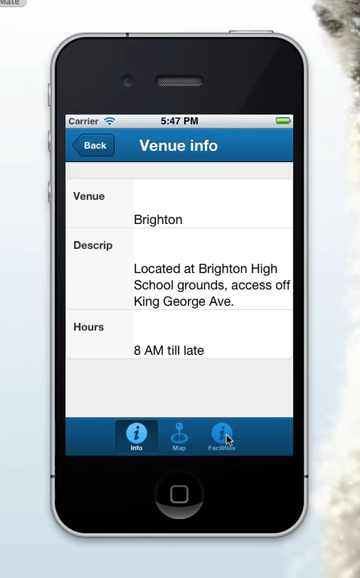 Mate
Carrier 5:47 PM
Back Venue info
Venue
Brighton
Descrip
Located at Brighton High
School grounds, access off
King George Ave.
Hours
8 AM till late
Info Map Facilities